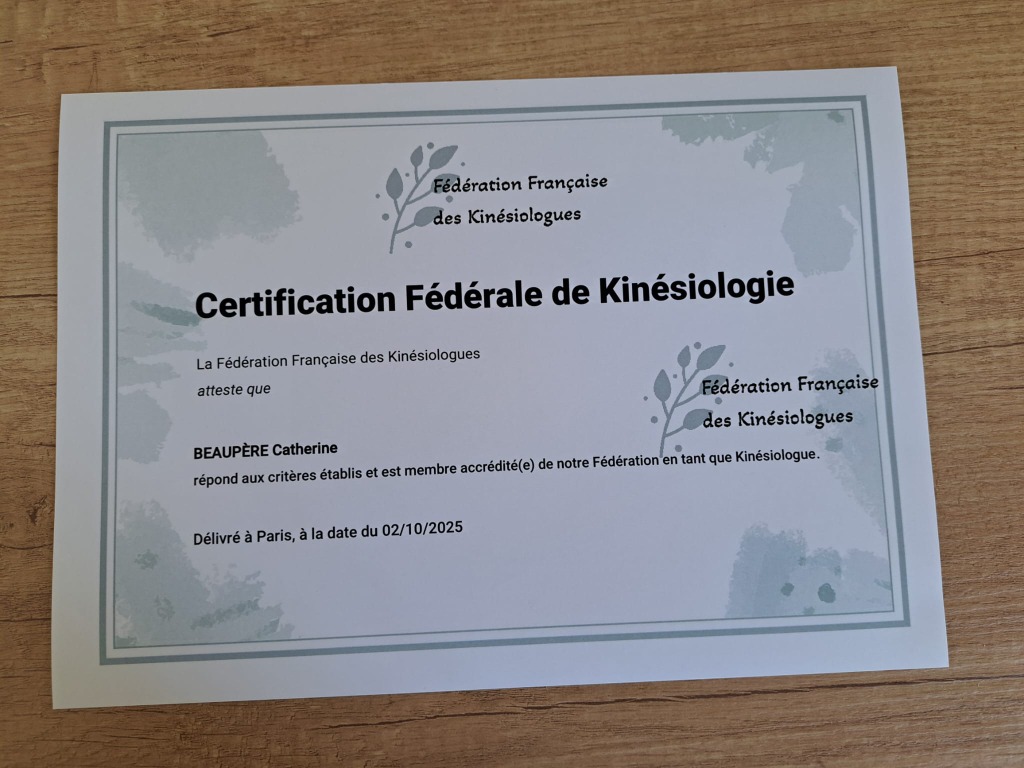 Fédération Française
des Kinésiologues
Certification Fédérale de Kinésiologie
La Fédération Française des Kinésiologues
atteste que
Fédération Française
des Kinésiologues
BEAUPÈRE Catherine
répond aux critères établis et est membre accrédité(e) de notre Fédération en tant que Kinésiologue.
Délivré à Paris, à la date du 02/10/2025